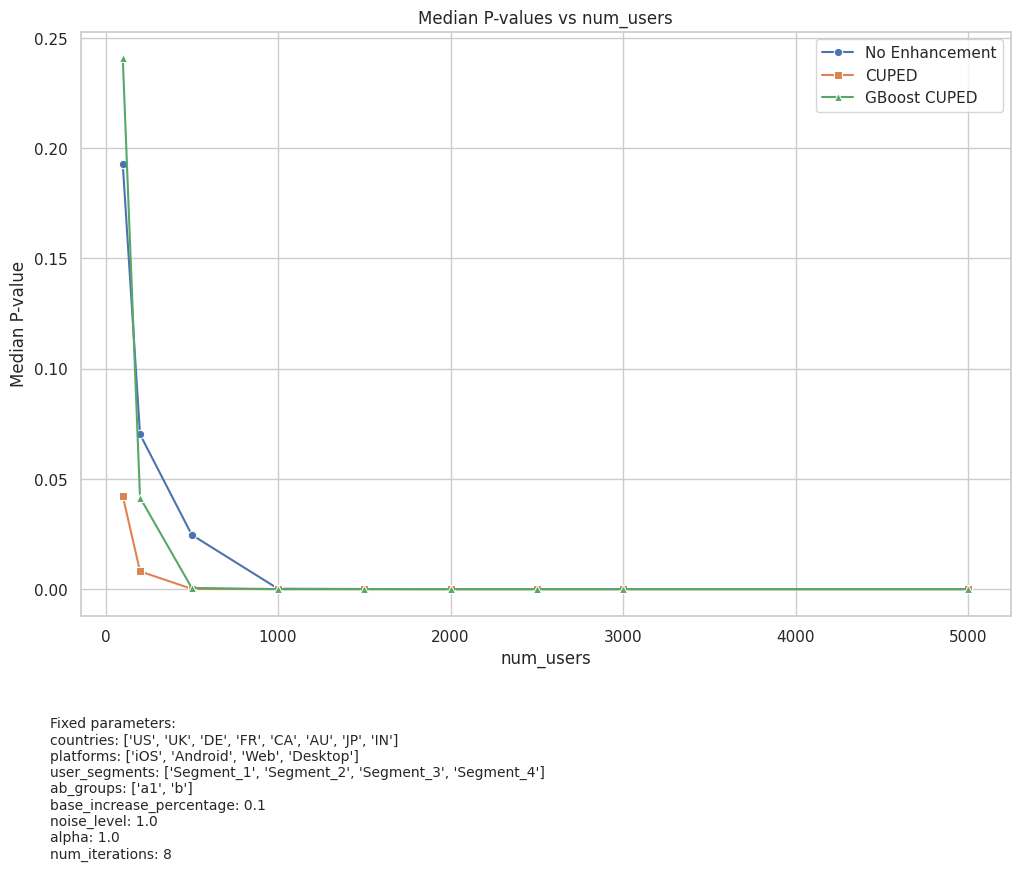 Median P-values vs num_users
No Enhancement
CUPED
GBoost CUPED
Median P-value
0.25
0.20
0.15
0.10
0.05
0.00
0 1000 2000 3000 4000 5000
num_users
Fixed parameters:
countries: ['US', 'UK', 'DE', 'FR', 'CA', 'AU', 'JP', 'IN']
platforms: ['iOS', 'Android', 'Web', 'Desktop']
user_segments: ['Segment_1', 'Segment_2', 'Segment_3', 'Segment_4']
ab_groups: ['a1', 'b']
base_increase_percentage: 0.1
noise_level: 1.0
alpha: 1.0
num_iterations: 8